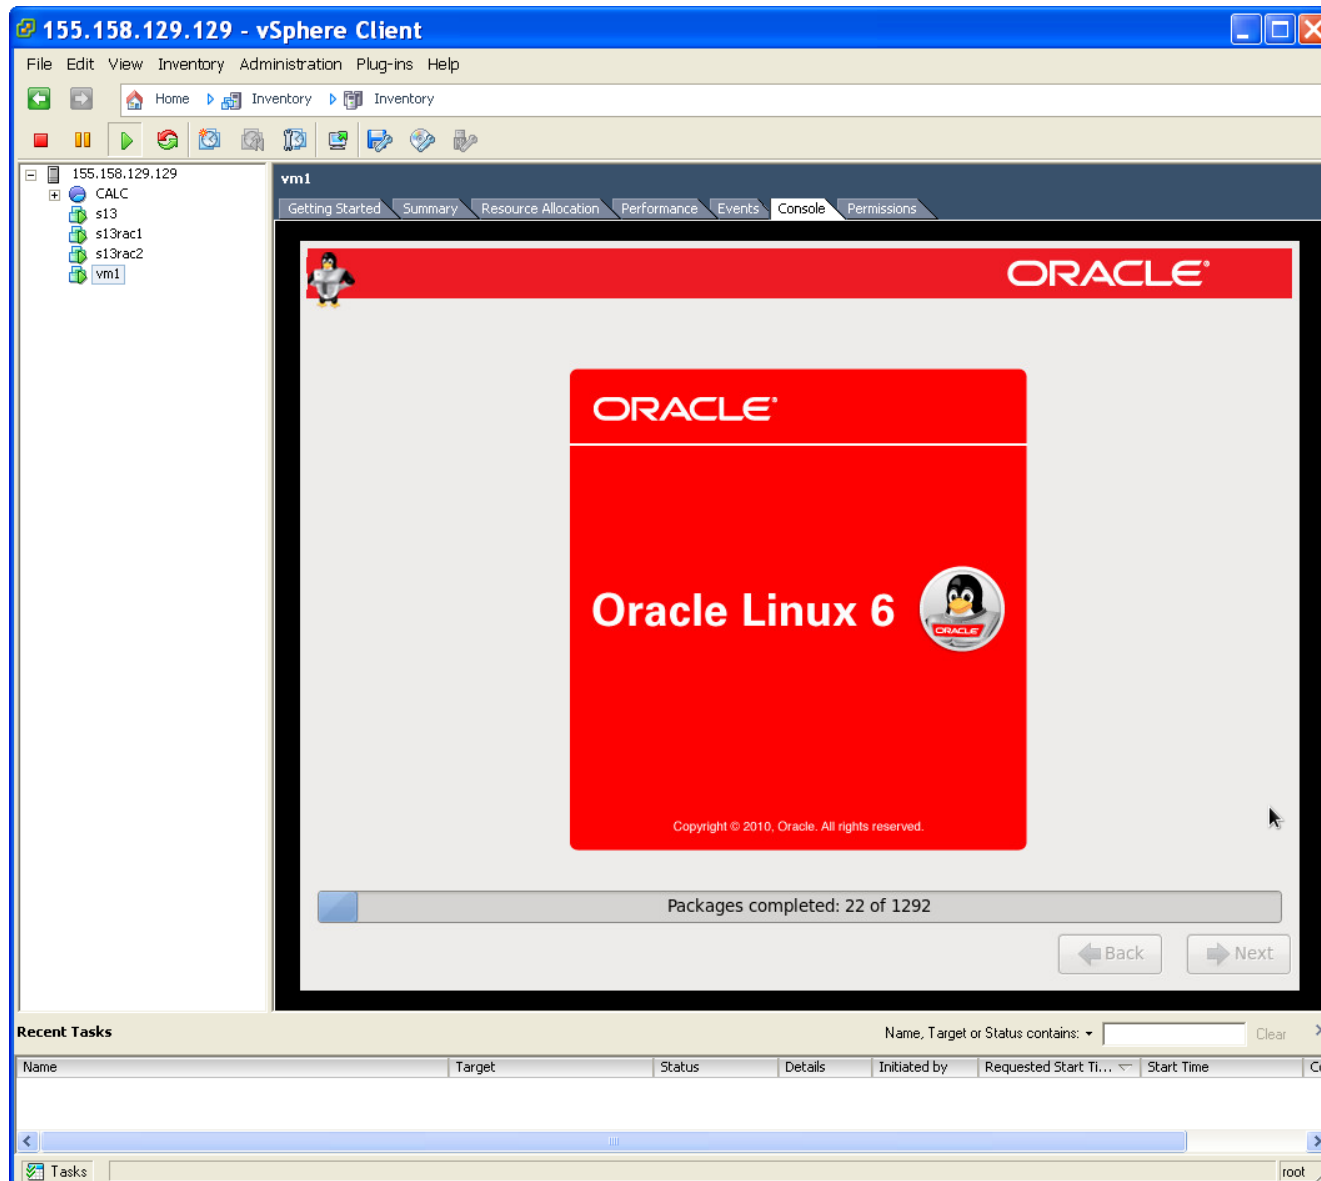 155.158.129.129 - vSphere Client
File Edit View Inventory Administration Plug-ins Help
Home Inventory Inventory
155.158.129.129
CALC
s13
s13rac1
s13rac2
vm1
vm1
Getting Started Summary Resource Allocation Performance Events Console Permissions
ORACLE
ORACLE
Oracle Linux 6
ORACLE
Copyright © 2010, Oracle. All rights reserved.
Packages completed: 22 of 1292
Back Next
Recent Tasks Name, Target or Status contains: Clear
Name Target Status Details Initiated by Requested Start Ti... Start Time
Tasks root